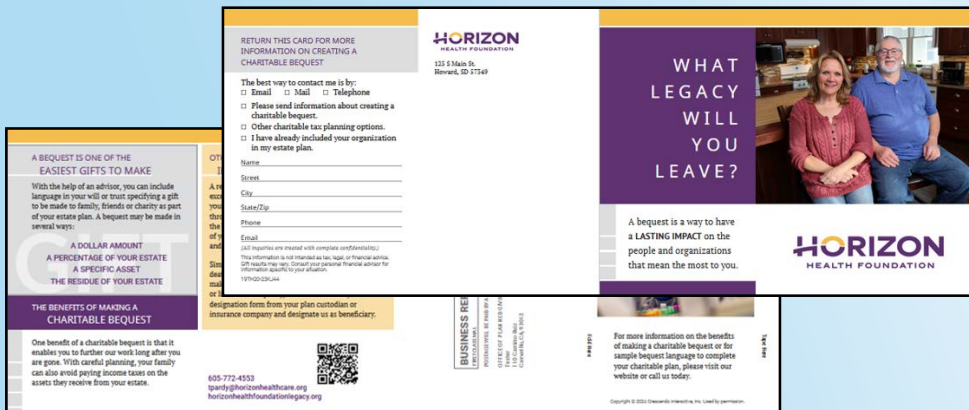 RETURN THIS CARD FOR MORE
INFORMATION ON CREATING A
CHARITABLE BEQUEST
The best way to contact me is by:
□ Email □ Mail □ Telephone
□ Please send information about creating a
charitable bequest.
□ Other charitable tax planning options.
□ I have already included your organization
in my estate plan.
Name
Street
City
State/Zip
Phone
Email
(All inquiries are treated with complete confidentiality.)
This information is not intended as tax, legal, or financial advice.
Gift results may vary. Consult your personal financial advisor for
information specific to your situation.
HORIZON
HEALTH FOUNDATION
125 S Main St.
Howard, SD 57349
WHAT
LEGACY
WILL
YOU
LEAVE?
A bequest is a way to have
a LASTING IMPACT on the
people and organizations
that mean the most to you.
HORIZON
HEALTH FOUNDATION
A BEQUEST IS ONE OF THE
EASIEST GIFTS TO MAKE
With the help of an advisor, you can include
language in your will or trust specifying a gift
to be made to family, friends or charity as part
of your estate plan. A bequest may be made in
several ways:
GIFT
A DOLLAR AMOUNT
A PERCENTAGE OF YOUR ESTATE
A SPECIFIC ASSET
THE RESIDUE OF YOUR ESTATE
THE BENEFITS OF MAKING A
CHARITABLE BEQUEST
One benefit of a charitable bequest is that it
enables you to further our work long after you
are gone. With careful planning, your family
can also avoid paying income taxes on the
assets they receive from your estate.
designation form from your plan custodian or
insurance company and designate us as beneficiary.
605-772-4553
tpardy@horizonhealthcare.org
horizonhealthfoundationlegacy.org
BUSINESS
Fold Here
For more information on the benefits
of making a charitable bequest or for
sample bequest language to complete
your charitable plan, please visit our
website or call us today.
Tape Here
Copyright © 2024 Crescendo Interactive, Inc. Used by permission.